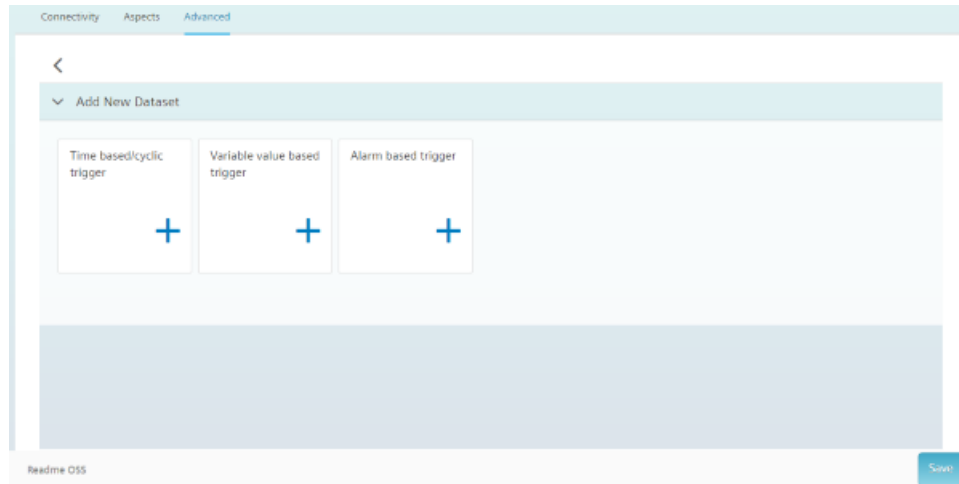 Connectivity Aspects Advanced
Add New Dataset
Time based/cyclic
trigger
Variable value based
trigger
Alarm based trigger
Readme OSS
Save